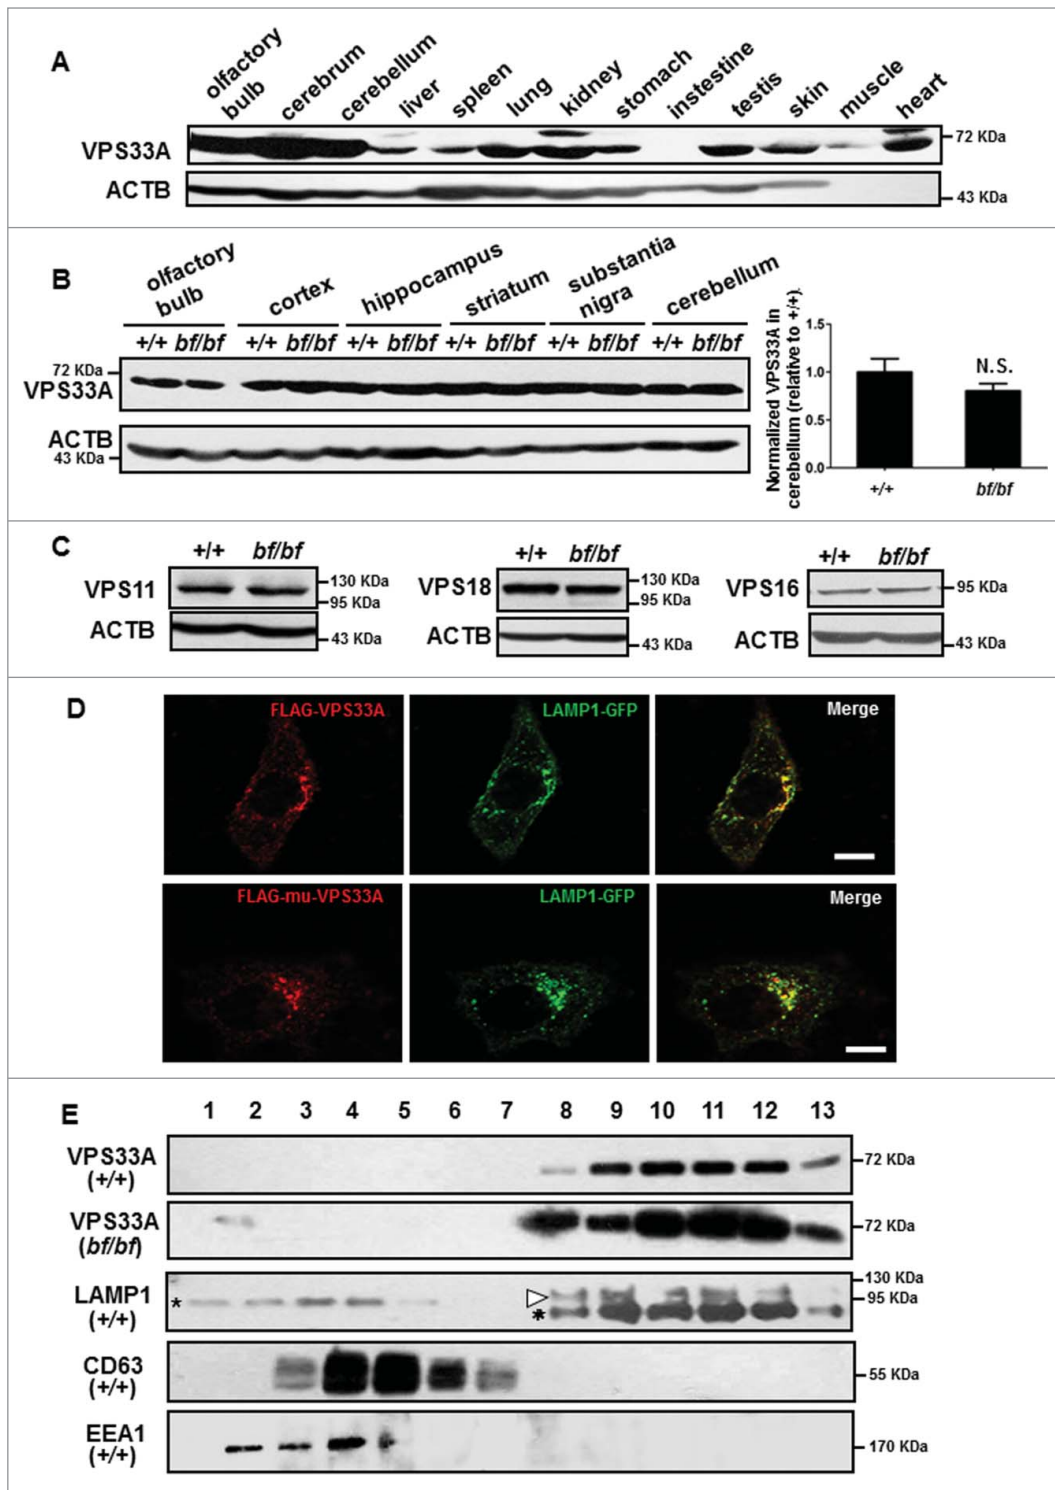 A
olfactory
bulb
cerebrum
cerebellum
liver
spleen
lung
kidney
stomach
instestine
testis
skin
muscle
heart
VPS33A
72 KDa
ACTB
43 KDa
B
olfactory
bulb
cortex
hippocampus
striatum
substantia
nigra
cerebellum
+/+ bf/bf +/+ bf/bf +/+ bf/bf +/+ bf/bf +/+ bf/bf +/+ bf/bf
72 KDa
VPS33A
ACTB
43 KDa
Normalized VPS33A in
cerebellum (relative to +/+).
1.5
1.0
0.5
0.0
N.S.
+/+
bf/bf
C
+/+ bf/bf
VPS11
130 KDa
95 KDa
ACTB
43 KDa
+/+ bf/bf
VPS18
130 KDa
95 KDa
ACTB
43 KDa
+/+ bf/bf
VPS16
95 KDa
ACTB
43 KDa
D
FLAG-VPS33A
LAMP1-GFP
Merge
FLAG-mu-VPS33A
LAMP1-GFP
Merge
E
1 2 3 4 5 6 7 8 9 10 11 12 13
VPS33A
(+/+)
72 KDa
VPS33A
(bf/bf)
72 KDa
LAMP1
(+/+)
*
*
130 KDa
95 KDa
CD63
(+/+)
55 KDa
EEA1
(+/+)
170 KDa